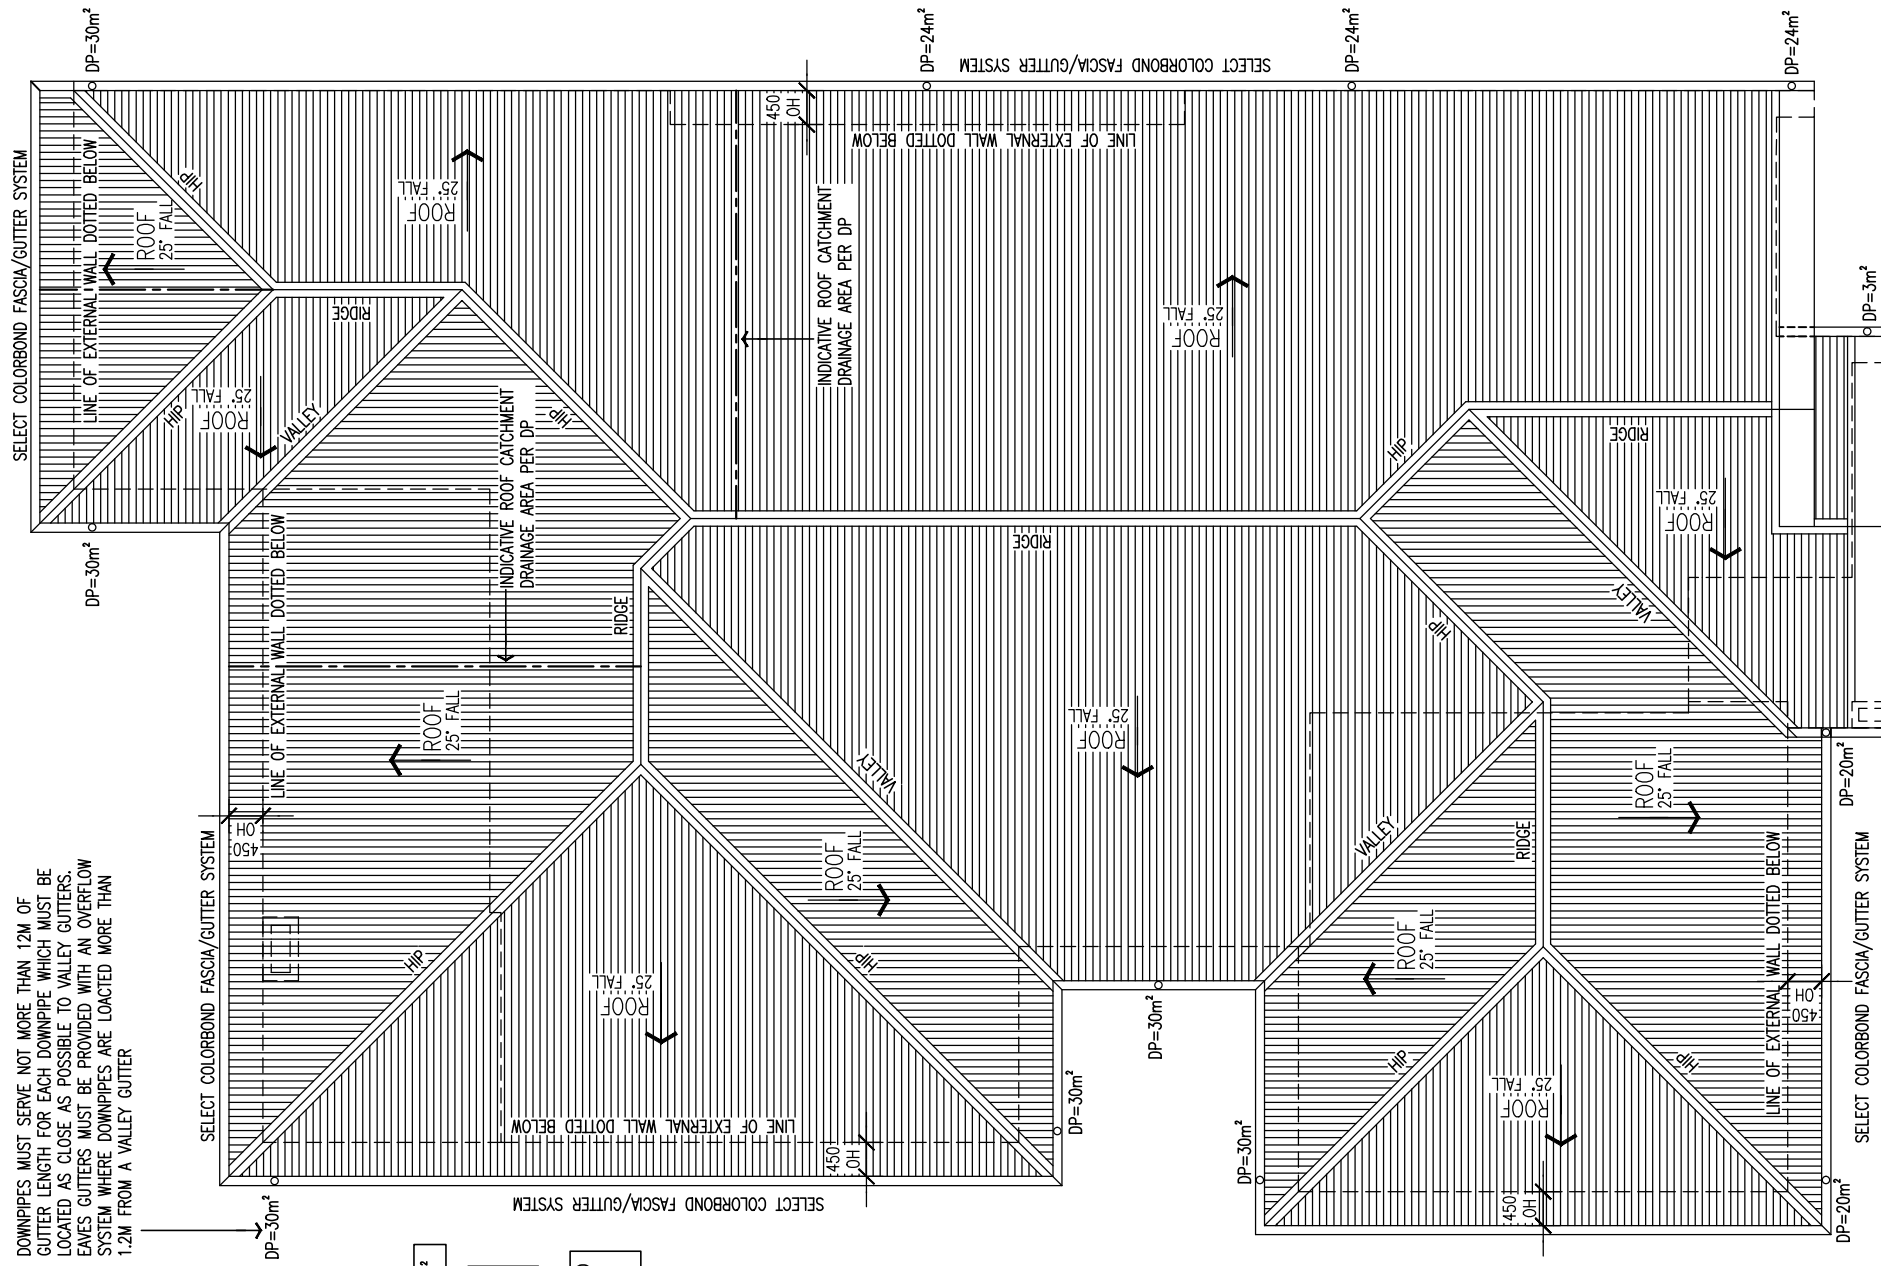 DOWNPIPES MUST SERVE NOT MORE THAN 12M OF
GUTTER LENGTH FOR EACH DOWNPIPE WHICH MUST BE
LOCATED AS CLOSE AS POSSIBLE TO VALLEY GUTTERS.
EAVES GUTTERS MUST BE PROVIDED WITH AN OVERFLOW
SYSTEM WHERE DOWNPIPES ARE LOACTED MORE THAN
1.2M FROM A VALLEY GUTTER
DP=30m²
SELECT COLORBOND FASCIA/GUTTER SYSTEM
DP=30m²
SELECT COLORBOND FASCIA/GUTTER SYSTEM
DP=30m²
LINE OF EXTERNAL WALL DOTTED BELOW
ROOF
25° FALL
HIP
HIP
ROOF
25° FALL
VALLEY
RIDGE
ROOF
25° FALL
450
OH
LINE OF EXTERNAL WALL DOTTED BELOW
INDICATIVE ROOF CATCHMENT
DRAINAGE AREA PER DP
HIP
ROOF
25° FALL
RIDGE
HIP
ROOF
25° FALL
LINE OF EXTERNAL WALL DOTTED BELOW
450
OH
SELECT COLORBOND FASCIA/GUTTER SYSTEM
HIP
ROOF
25° FALL
VALLEY
DP=30m²
INDICATIVE ROOF CATCHMENT
DRAINAGE AREA PER DP
450
OH
LINE OF EXTERNAL WALL DOTTED BELOW
SELECT COLORBOND FASCIA/GUTTER SYSTEM
DP=24m²
RIDGE
ROOF
25° FALL
ROOF
25° FALL
DP=30m²
DP=30m²
DP=24m²
VALLEY
HIP
HIP
ROOF
25° FALL
HIP
ROOF
25° FALL
450
OH
RIDGE
HIP
ROOF
25° FALL
VALLEY
RIDGE
ROOF
25° FALL
LINE OF EXTERNAL WALL DOTTED BELOW
450
OH
DP=24m²
DP=20m²
DP=20m²
SELECT COLORBOND FASCIA/GUTTER SYSTEM
DP=3m²